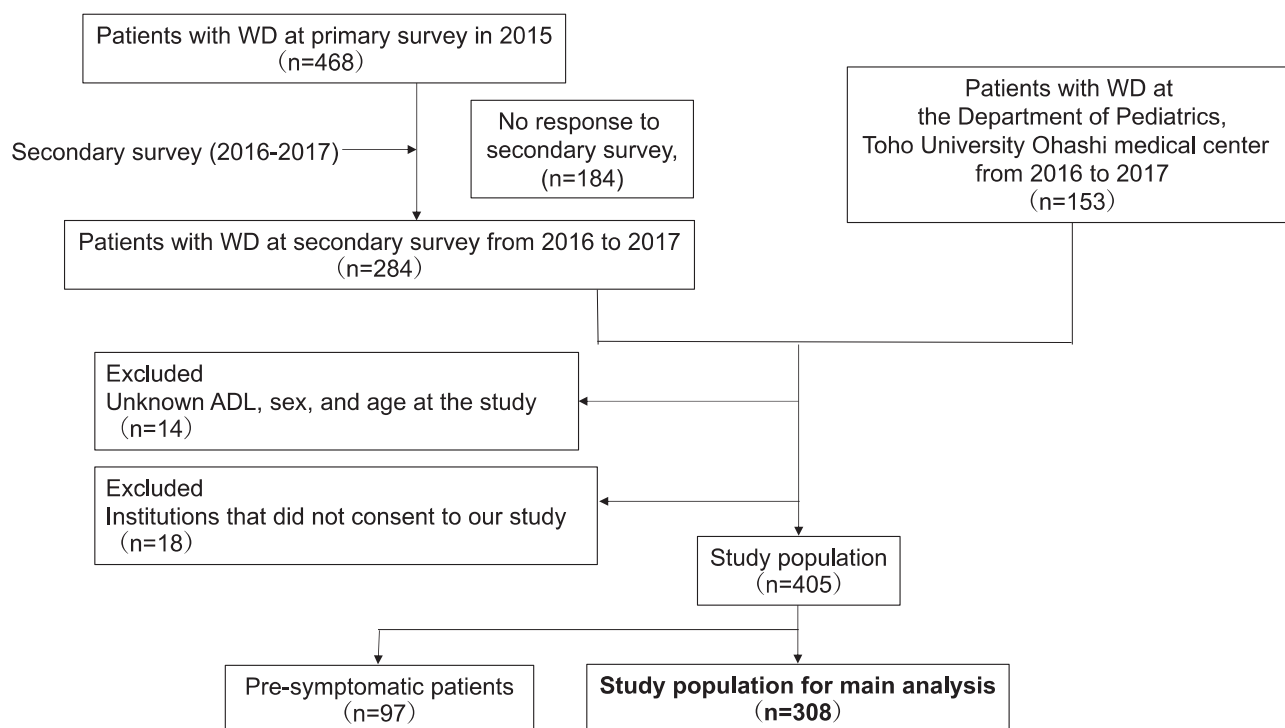 Patients with WD at primary survey in 2015
（n=468）
Secondary survey (2016-2017)
No response to
secondary survey,
(n=184)
Patients with WD at
the Department of Pediatrics,
Toho University Ohashi medical center
from 2016 to 2017
（n=153）
Patients with WD at secondary survey from 2016 to 2017
（n=284）
Excluded
Unknown ADL, sex, and age at the study
（n=14）
Excluded
Institutions that did not consent to our study
（n=18）
Study population
（n=405）
Pre-symptomatic patients
（n=97）
Study population for main analysis
（n=308）